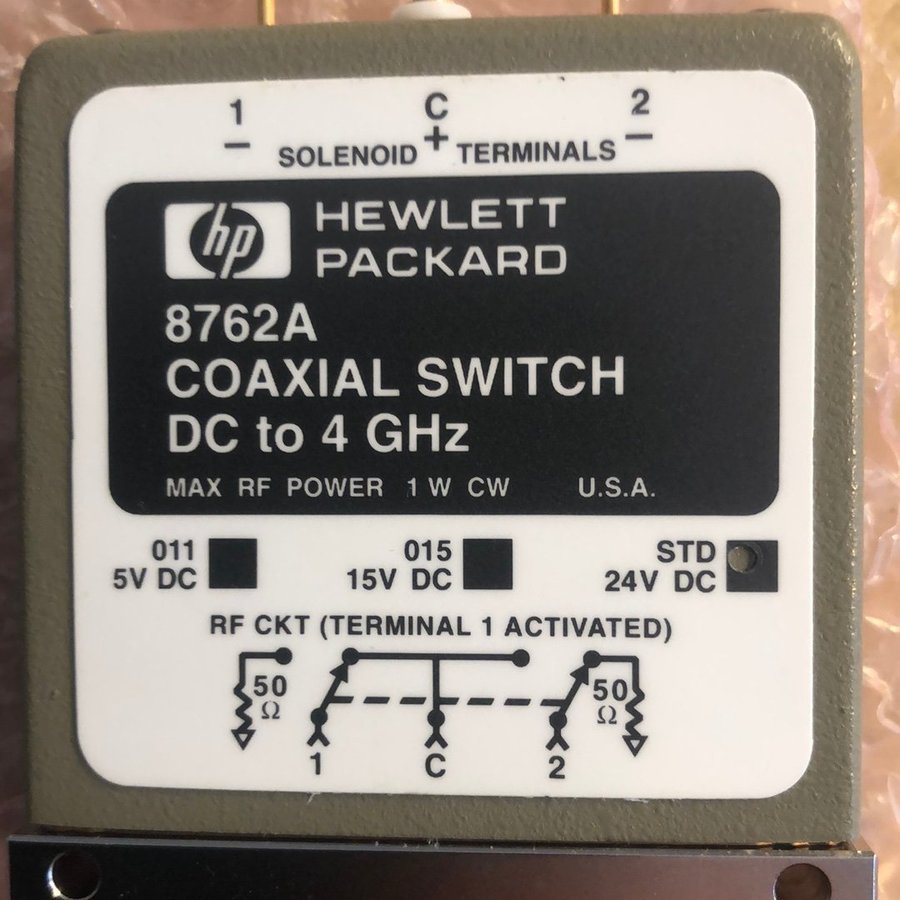 1 C 2
− SOLENOID + TERMINALS −
hp HEWLETT
PACKARD
8762A
COAXIAL SWITCH
DC to 4 GHz
MAX RF POWER 1 W CW U.S.A.
011 015 STD
5V DC 15V DC 24V DC
RF CKT (TERMINAL 1 ACTIVATED)
50 50
Ω Ω
1 C 2